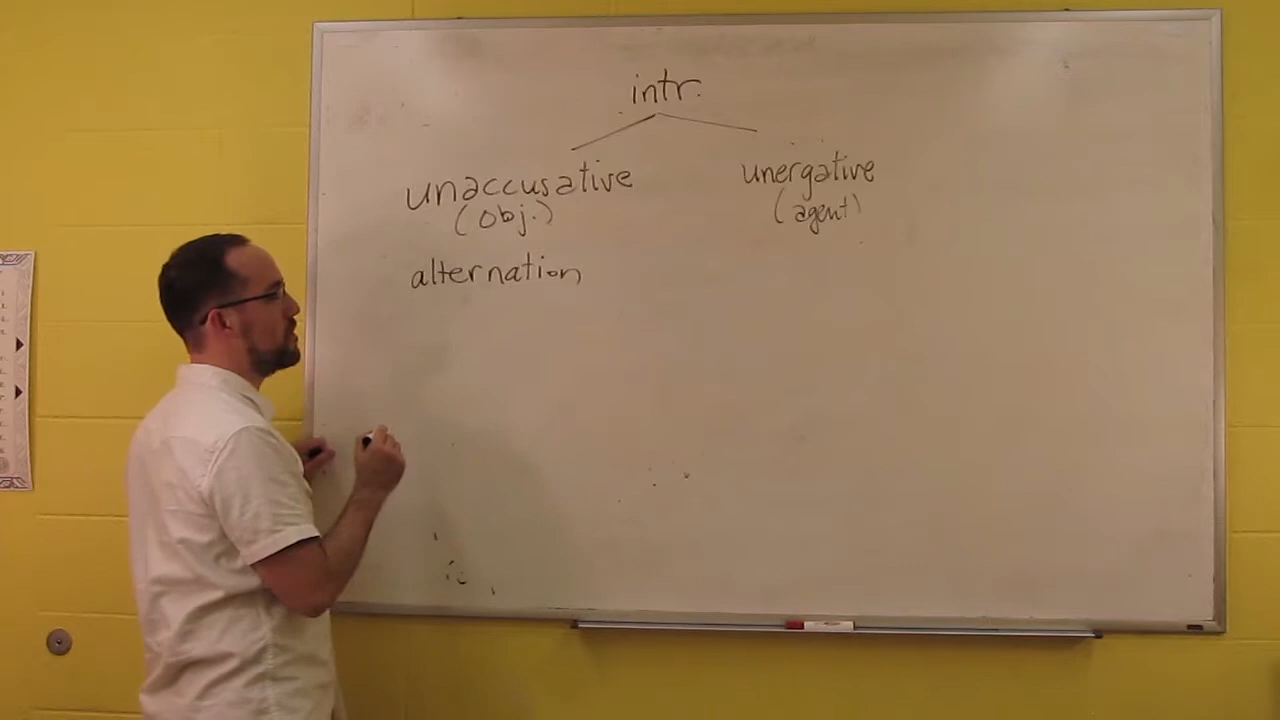 intr.
unaccusative
unergative
(obj.)
(agent)
alternation